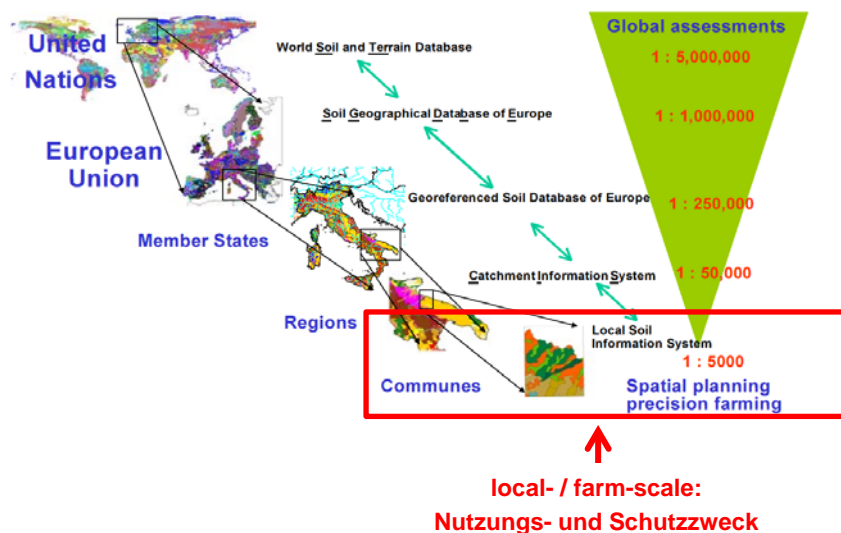 United
Nations
World Soil and Terrain Database
Global assessments
1 : 5,000,000
Soil Geographical Database of Europe
1 : 1,000,000
European
Union
Georeferenced Soil Database of Europe
1 : 250,000
Member States
Catchment Information System
1 : 50,000
Regions
Local Soil
Information System
1 : 5000
Communes
Spatial planning
precision farming
local- / farm-scale:
Nutzungs- und Schutzzweck